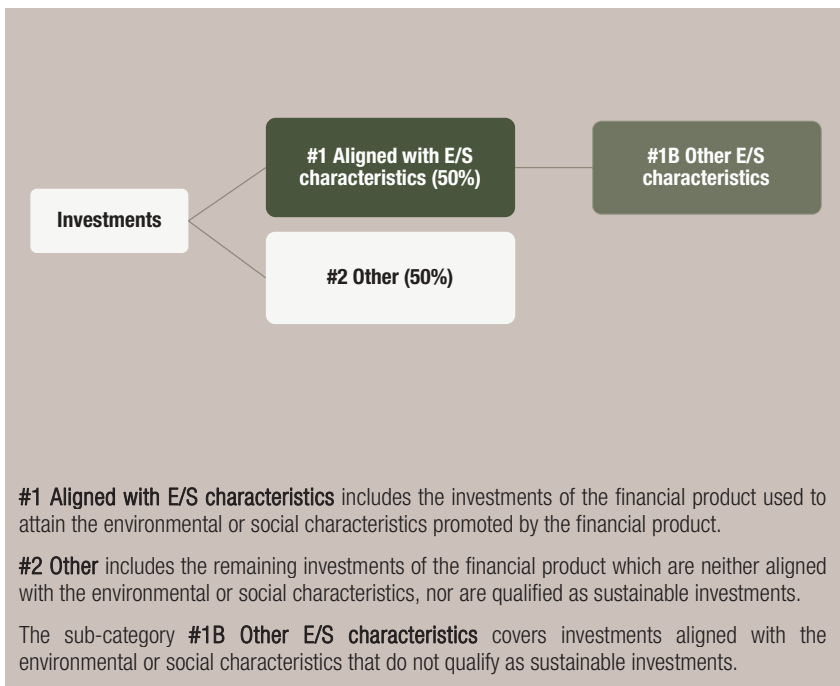 #1 Aligned with E/S
characteristics (50%)
#1B Other E/S
characteristics
Investments
#2 Other (50%)
#1 Aligned with E/S characteristics includes the investments of the financial product used to
attain the environmental or social characteristics promoted by the financial product.
#2 Other includes the remaining investments of the financial product which are neither aligned
with the environmental or social characteristics, nor are qualified as sustainable investments.
The sub-category #1B Other E/S characteristics covers investments aligned with the
environmental or social characteristics that do not qualify as sustainable investments.